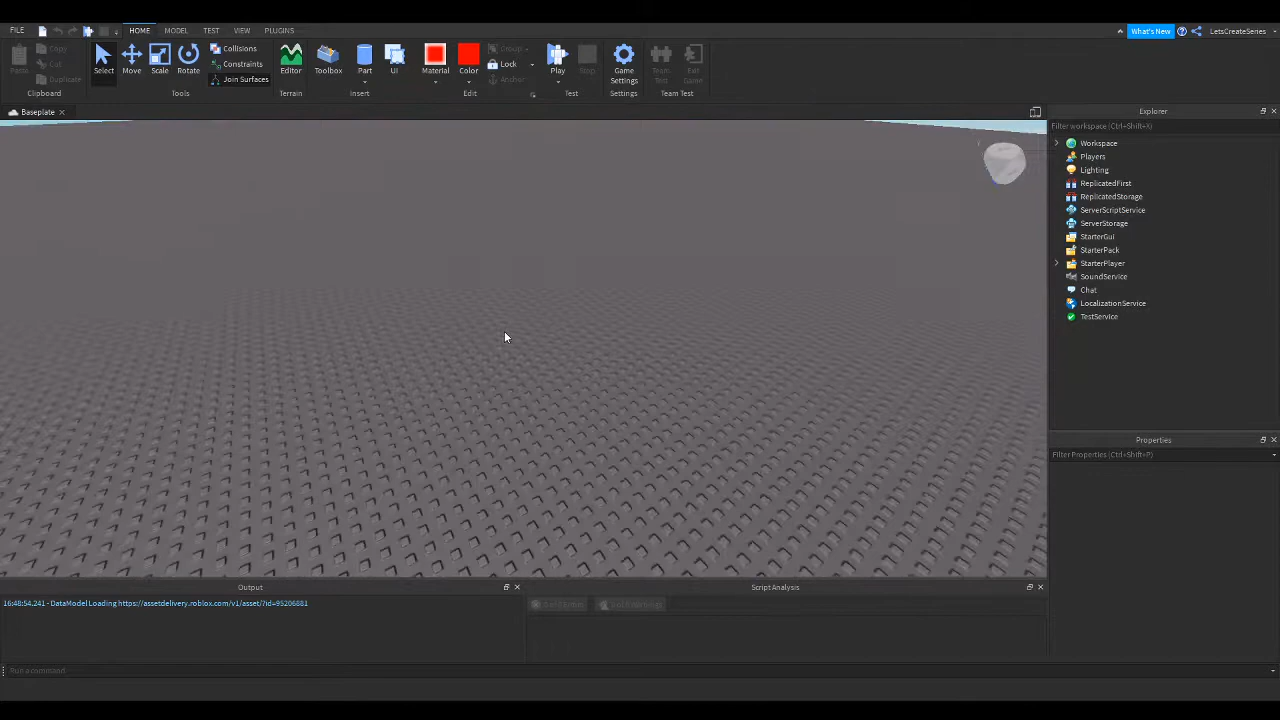 FILE HOME MODEL TEST VIEW PLUGINS What's New LetsCreateSeries
Paste Copy Cut Duplicate
Select Move Scale Rotate
Collisions
Constraints
Join Surfaces
Editor Toolbox Part UI Material Color
Group
Lock
Anchor
Play Stop Game Settings Team Test Exit Game
Clipboard Tools Terrain Insert Edit Test Settings Team Test
Baseplate
Explorer
Filter workspace (Ctrl+Shift+X)
Workspace
Players
Lighting
ReplicatedFirst
ReplicatedStorage
ServerScriptService
ServerStorage
StarterGui
StarterPack
StarterPlayer
SoundService
Chat
LocalizationService
TestService
Properties
Filter Properties (Ctrl+Shift+P)
Output
16:48:54.241 - DataModel Loading https://assetdelivery.roblox.com/v1/asset/?id=95206881
Script Analysis
Run a command